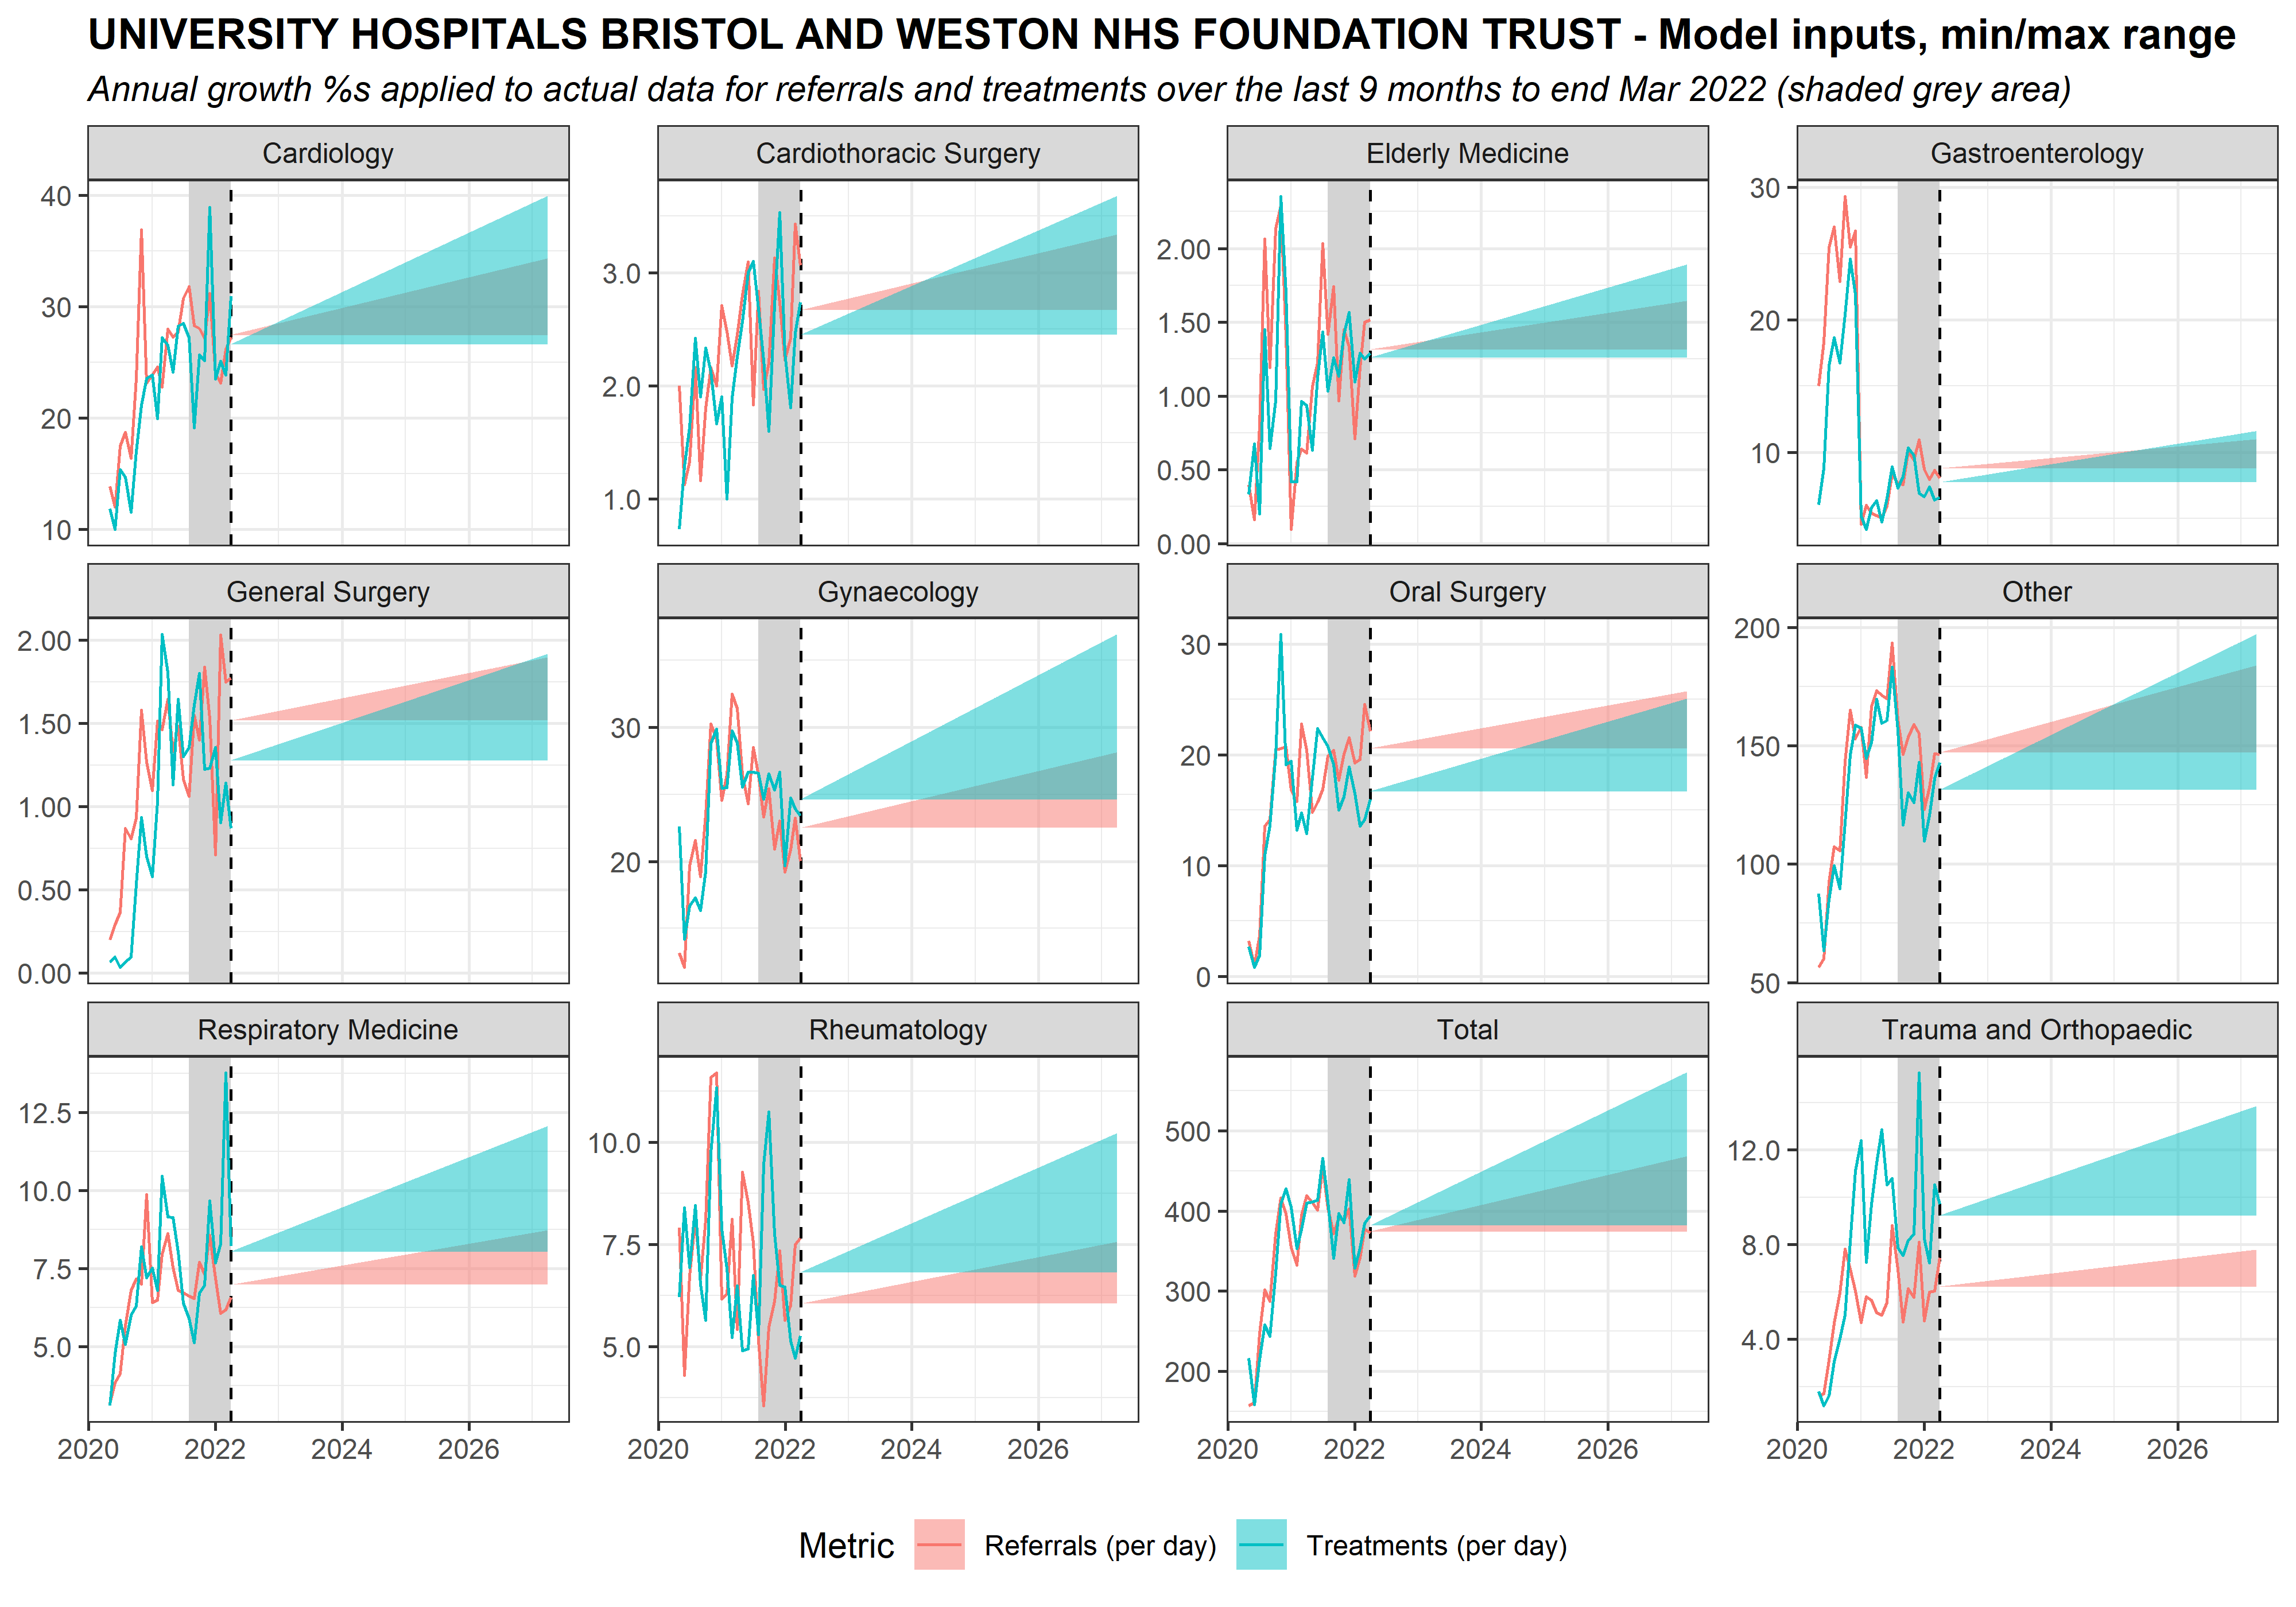 UNIVERSITY HOSPITALS BRISTOL AND WESTON NHS FOUNDATION TRUST - Model inputs, min/max range
Annual growth %s applied to actual data for referrals and treatments over the last 9 months to end Mar 2022 (shaded grey area)
Cardiology
40
30
20
10
Cardiothoracic Surgery
3.0
2.0
1.0
Elderly Medicine
2.00
1.50
1.00
0.50
0.00
Gastroenterology
30
20
10
General Surgery
2.00
1.50
1.00
0.50
0.00
Gynaecology
30
20
Oral Surgery
30
20
10
0
Other
200
150
100
50
Respiratory Medicine
12.5
10.0
7.5
5.0
2020 2022 2024 2026
Rheumatology
10.0
7.5
5.0
2020 2022 2024 2026
Total
500
400
300
200
2020 2022 2024 2026
Trauma and Orthopaedic
12.0
8.0
4.0
2020 2022 2024 2026
Metric Referrals (per day) Treatments (per day)